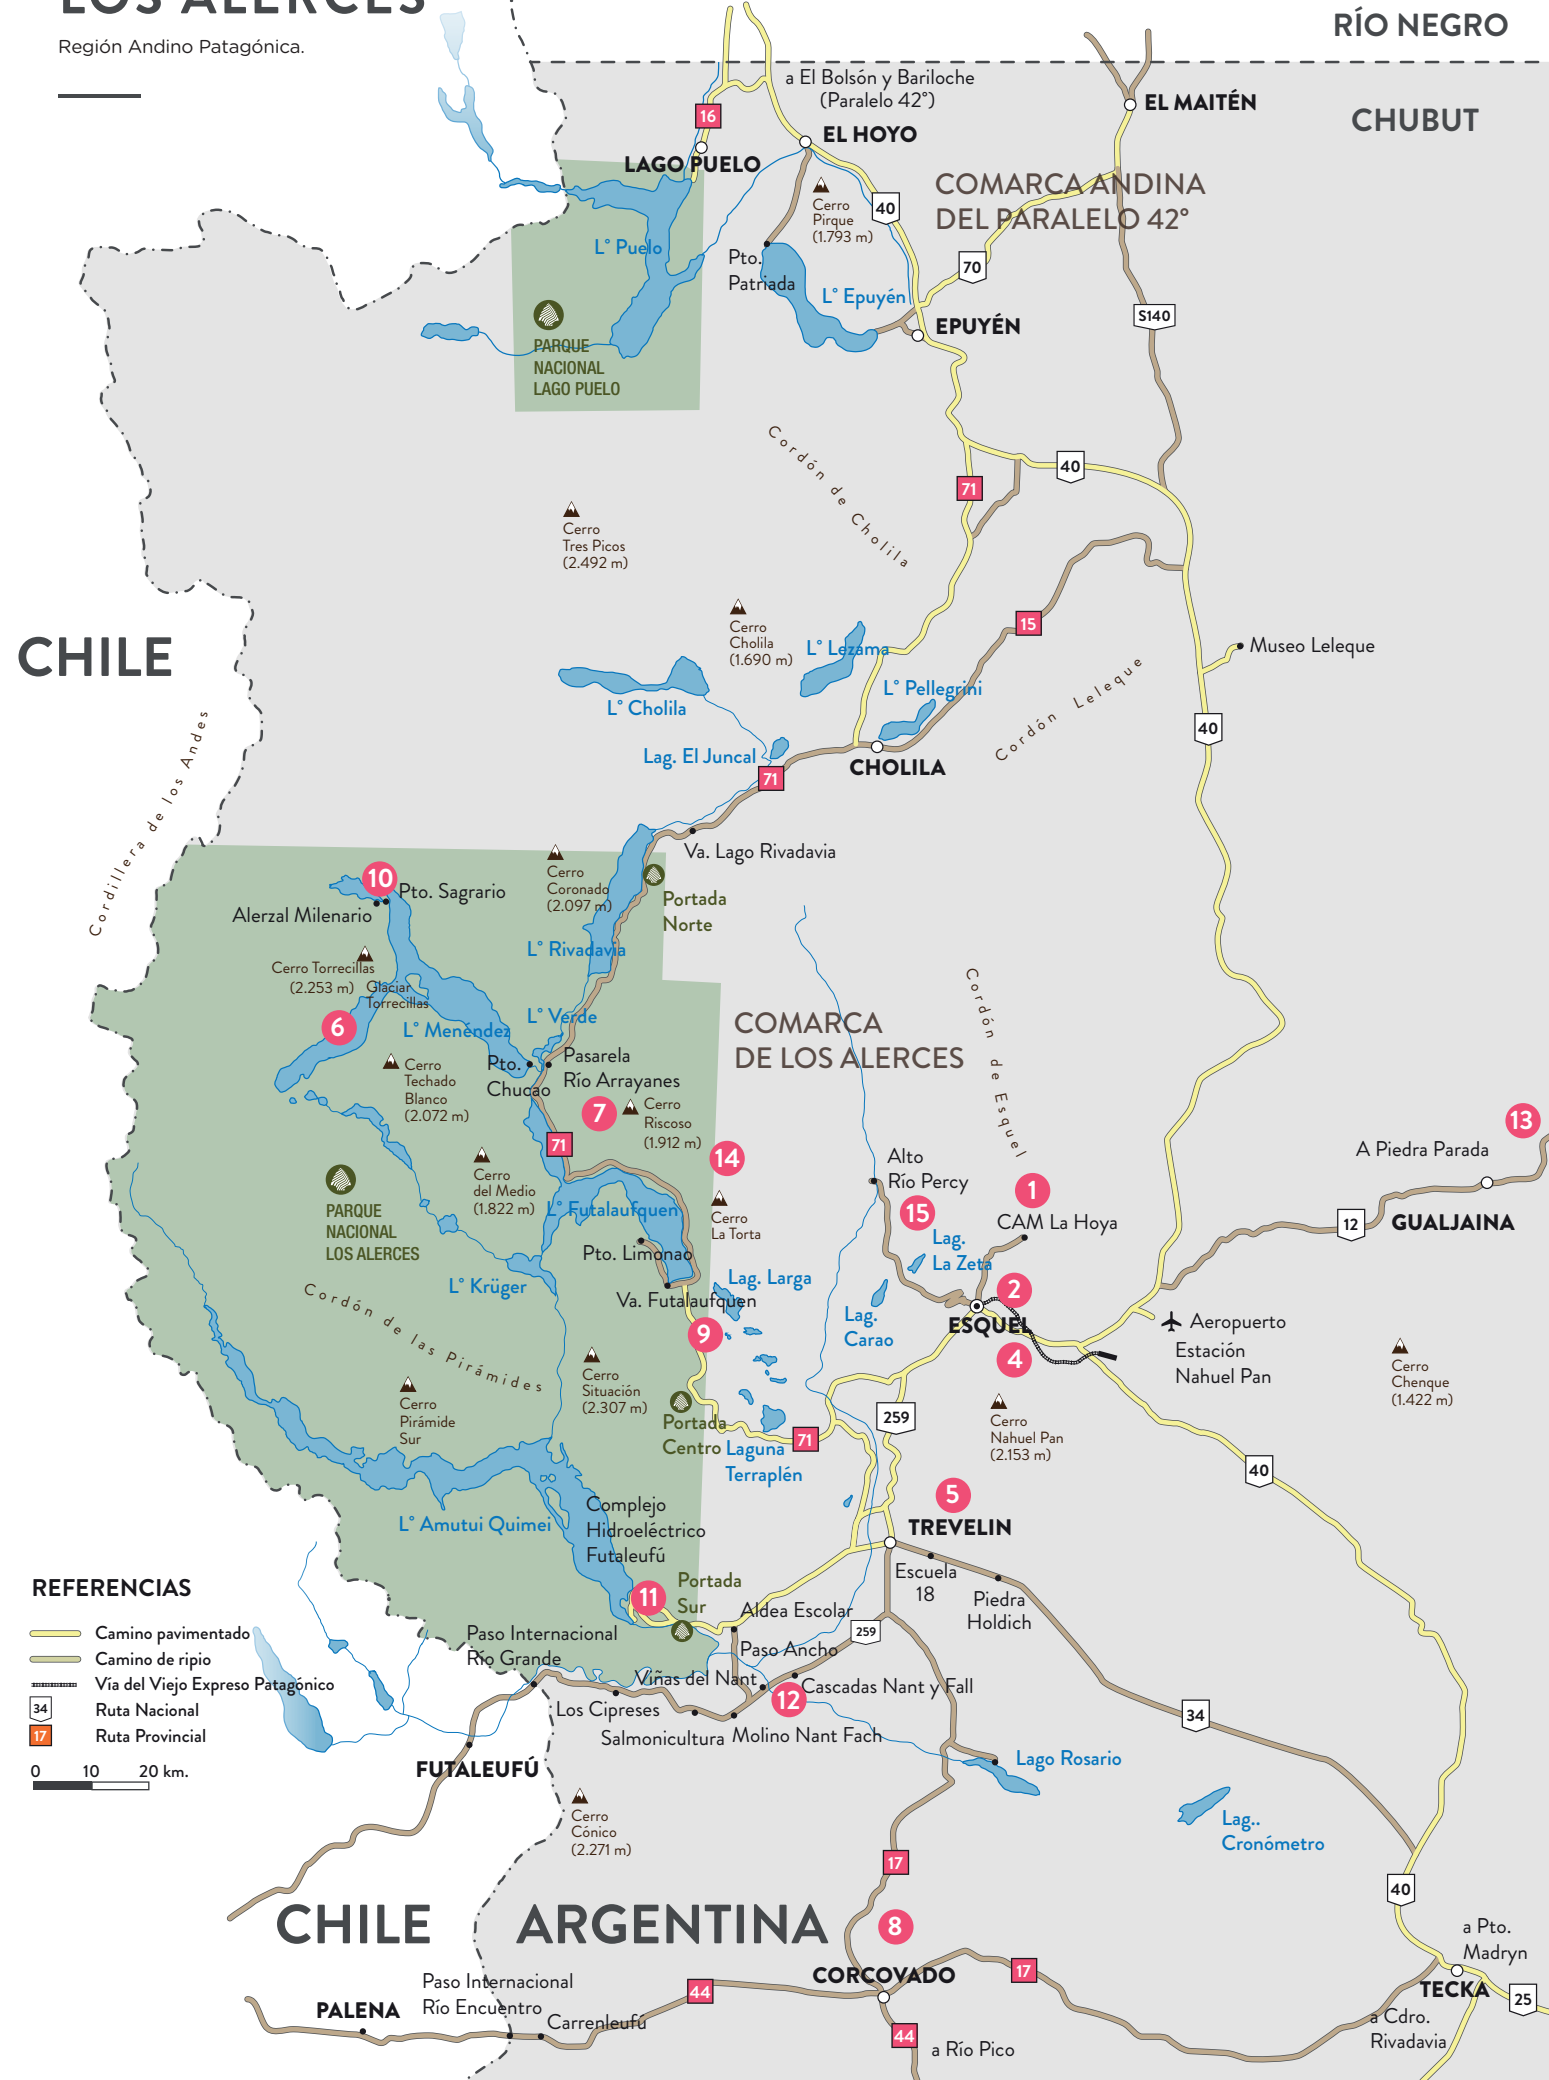 LOS ALERCES
Región Andino Patagónica.
RÍO NEGRO
CHUBUT
a El Bolsón y Bariloche
(Paralelo 42°)
16
EL MAITÉN
EL HOYO
LAGO PUELO
COMARCA ANDINA
DEL PARALELO 42°
Cerro
Pirque
(1.793 m)
40
L° Puelo
Pto.
Patriada
70
L° Epuyén
S140
EPUYÉN
PARQUE
NACIONAL
LAGO PUELO
Cordón de Cholila
40
71
Cerro
Tres Picos
(2.492 m)
Cerro
Cholila
(1.690 m)
15
L° Lezama
Museo Leleque
CHILE
L° Pellegrini
Cordón Leleque
L° Cholila
40
Lag. El Juncal
CHOLILA
71
Cordillera de los Andes
Va. Lago Rivadavia
Cerro
Coronado
(2.097 m)
10
Pto. Sagrario
Alerzal Milenario
Portada
Norte
L° Rivadavia
Cerro Torrecillas
(2.253 m)
Glaciar
Torrecillas
6
L° Menéndez
L° Verde
COMARCA
DE LOS ALERCES
Cordón de Esquel
Pto.
Chucao
Pasarela
Río Arrayanes
Cerro
Techado
Blanco
(2.072 m)
7
Cerro
Riscoso
(1.912 m)
71
14
13
A Piedra Parada
Cerro
del Medio
(1.822 m)
Alto
Río Percy
1
CAM La Hoya
15
12
GUALJAINA
PARQUE
NACIONAL
LOS ALERCES
L° Futalaufquen
Cerro
La Torta
Lag.
La Zeta
Pto. Limonao
L° Krüger
Lag. Larga
Va. Futalaufquen
2
Cordón de las Pirámides
9
Lag.
Carao
ESQUEL
4
Aeropuerto
Estación
Nahuel Pan
Cerro
Chenque
(1.422 m)
Cerro
Situación
(2.307 m)
Cerro
Pirámide
Sur
Portada
Centro
Laguna
Terraplén
71
259
Cerro
Nahuel Pan
(2.153 m)
40
5
TREVELIN
L° Amutui Quimei
Complejo
Hidroeléctrico
Futaleufú
Escuela
18
Piedra
Holdich
11
Portada
Sur
Aldea Escolar
Paso Internacional
Río Grande
259
Paso Ancho
Viñas del Nant
Cascadas Nant y Fall
12
Los Cipreses
Salmonicultura
Molino Nant Fach
34
Lago Rosario
REFERENCIAS
Camino pavimentado
Camino de ripio
Vía del Viejo Expreso Patagónico
34
Ruta Nacional
17
Ruta Provincial
0 10 20 km.
FUTALEUFÚ
Cerro
Cónico
(2.271 m)
Lag..
Cronómetro
17
40
CHILE
ARGENTINA
8
a Pto.
Madryn
CORCOVADO
17
TECKA
25
Paso Internacional
Río Encuentro
44
PALENA
Carrenleufú
44
a Río Pico
a Cdro.
Rivadavia